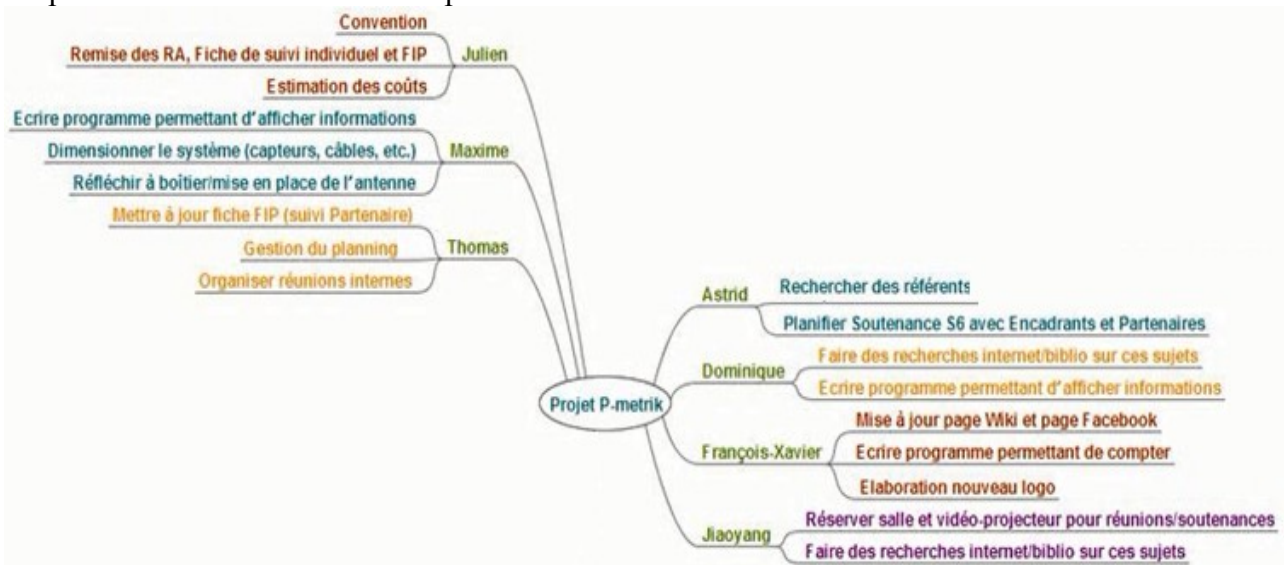 Convention
Remise des RA, Fiche de suivi individuel et FIP
Estimation des coûts
Julien
Ecrire programme permettant d'afficher informations
Dimensionner le système (capteurs, câbles, etc.)
Réfléchir à boîtier/mise en place de l'antenne
Maxime
Mettre à jour fiche FIP (suivi Partenaire)
Gestion du planning
Organiser réunions internes
Thomas
Projet P-metrik
Astrid
Rechercher des référents
Planifier Soutenance S6 avec Encadrants et Partenaires
Dominique
Faire des recherches internet/biblio sur ces sujets
Ecrire programme permettant d'afficher informations
François-Xavier
Mise à jour page Wiki et page Facebook
Ecrire programme permettant de compter
Elaboration nouveau logo
Jiaoyang
Réserver salle et vidéo-projecteur pour réunions/soutenances
Faire des recherches internet/biblio sur ces sujets